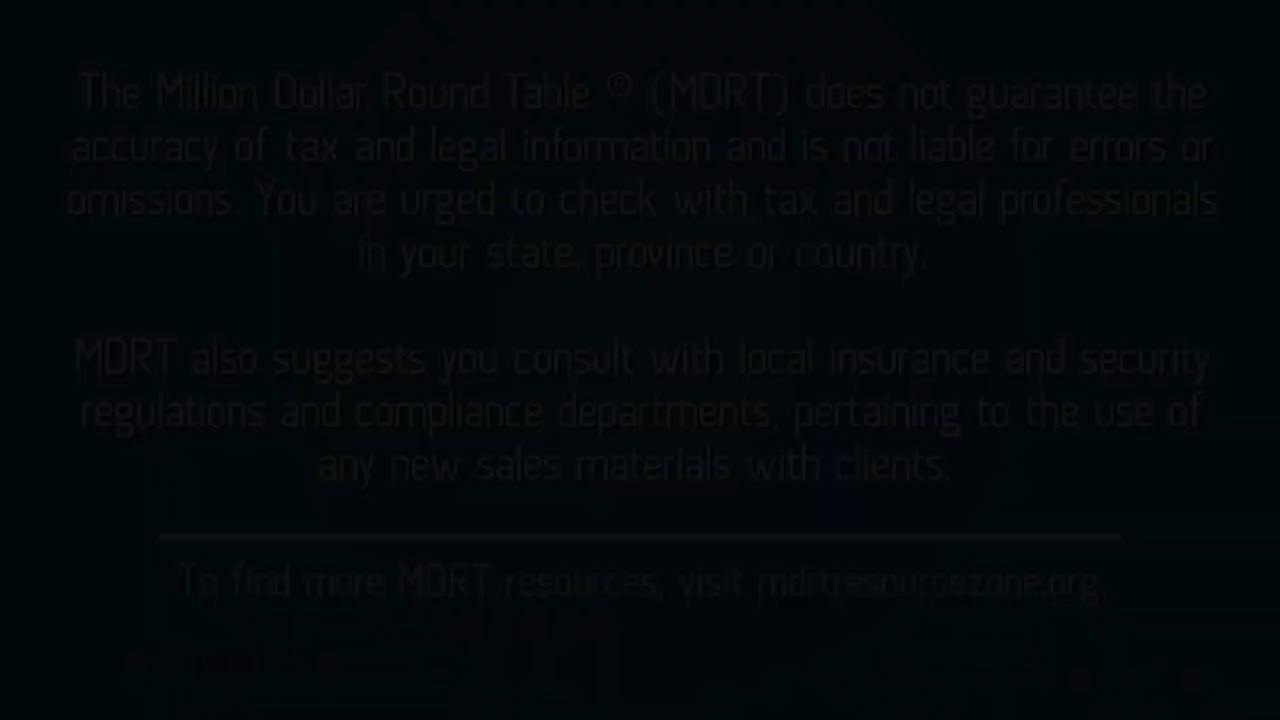 The Million Dollar Round Table ® (MDRT) does not guarantee the
accuracy of tax and legal information and is not liable for errors or
omissions. You are urged to check with tax and legal professionals
in your state, province or country.
MDRT also suggests you consult with local insurance and security
regulations and compliance departments, pertaining to the use of
any new sales materials with clients.
To find more MDRT resources, visit mdrtresourcezone.org.